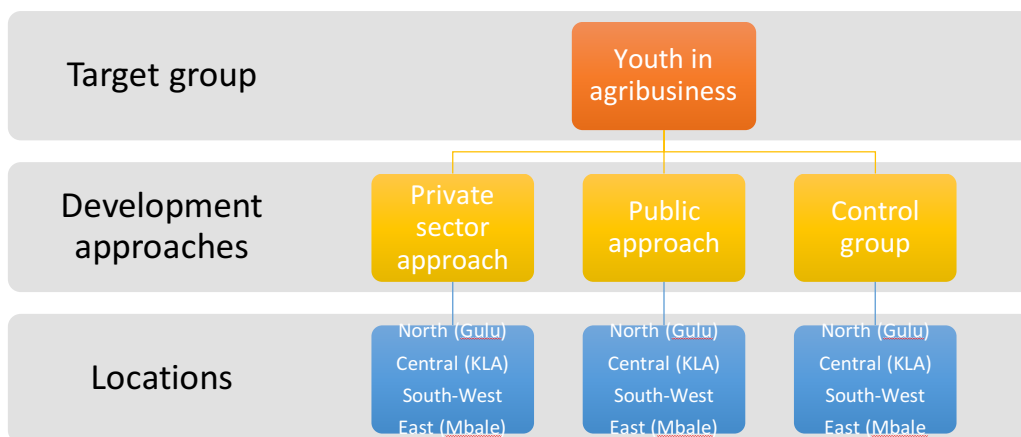 Target group
Youth in
agribusiness
Development
approaches
Private
sector
approach
Public
approach
Control
group
Locations
North (Gulu)
Central (KLA)
South-West
East (Mbale)
North (Gulu)
Central (KLA)
South-West
East (Mbale)
North (Gulu)
Central (KLA)
South-West
East (Mbale